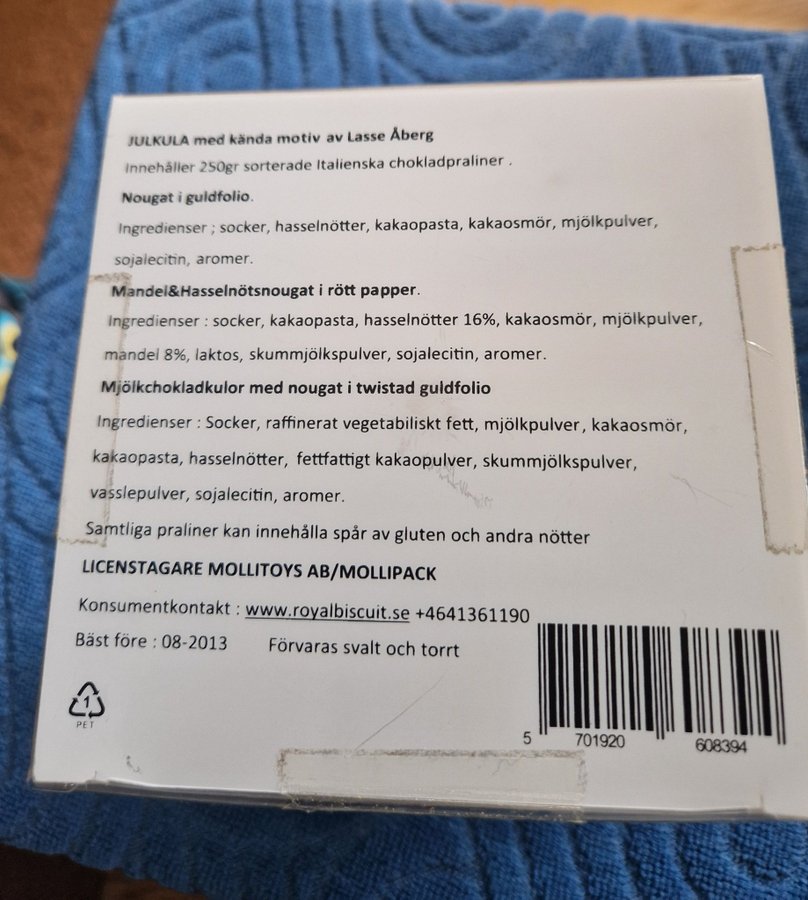 JULKULA med kända motiv av Lasse Åberg
Innehåller 250gr sorterade Italienska chokladpraliner .
Nougat i guldfolio.
Ingredienser ; socker, hasselnötter, kakaopasta, kakaosmör, mjölkpulver,
sojalecitin, aromer.
Mandel&Hasselnötsnougat i rött papper.
Ingredienser : socker, kakaopasta, hasselnötter 16%, kakaosmör, mjölkpulver,
mandel 8%, laktos, skummjölkspulver, sojalecitin, aromer.
Mjölkchokladkulor med nougat i twistad guldfolio
Ingredienser : Socker, raffinerat vegetabiliskt fett, mjölkpulver, kakaosmör,
kakaopasta, hasselnötter, fettfattigt kakaopulver, skummjölkspulver,
vasslepulver, sojalecitin, aromer.
Samtliga praliner kan innehålla spår av gluten och andra nötter
LICENSTAGARE MOLLITOYS AB/MOLLIPACK
Konsumentkontakt : www.royalbiscuit.se +4641361190
Bäst före : 08-2013 Förvaras svalt och torrt
1
PET
5 701920 608394